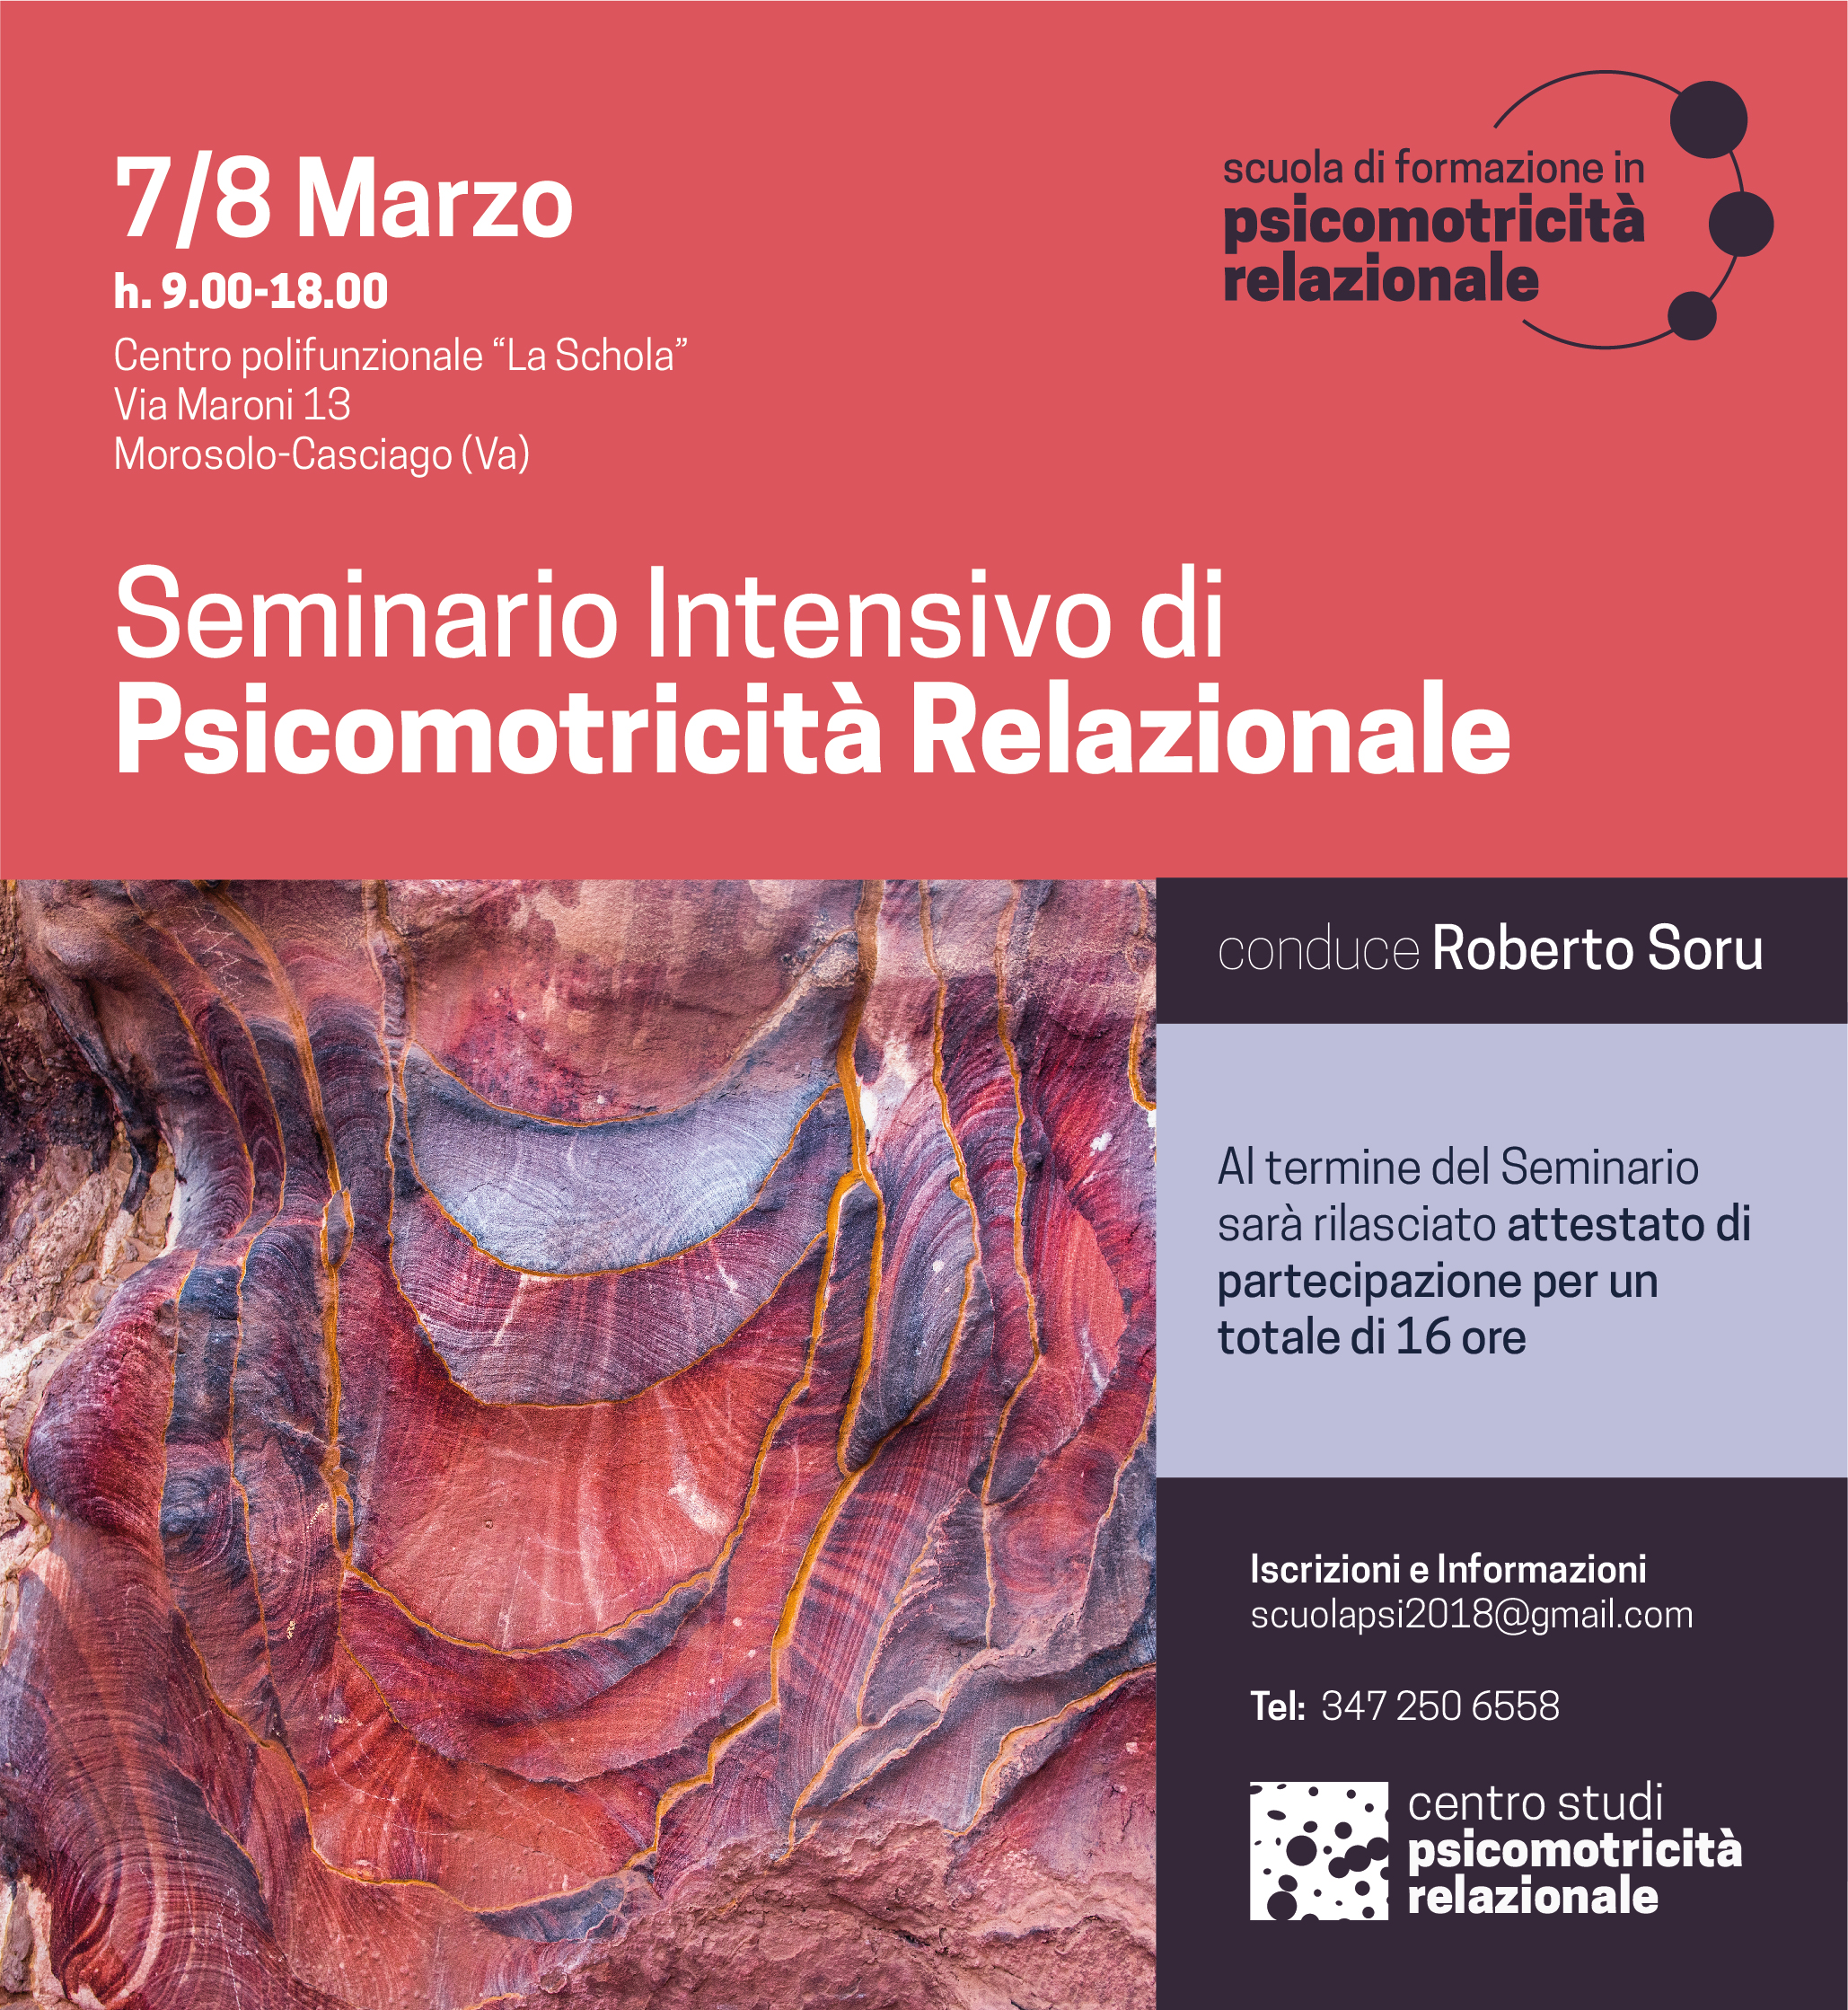 7/8 Marzo
h. 9.00-18.00
Centro polifunzionale “La Schola”
Via Maroni 13
Morosolo-Casciago (Va)
scuola di formazione in
psicomotricità
relazionale
Seminario Intensivo di
Psicomotricità Relazionale
conduce Roberto Soru
Al termine del Seminario
sarà rilasciato attestato di
partecipazione per un
totale di 16 ore
Iscrizioni e Informazioni
scuolapsi2018@gmail.com
Tel: 347 250 6558
centro studi
psicomotricità
relazionale